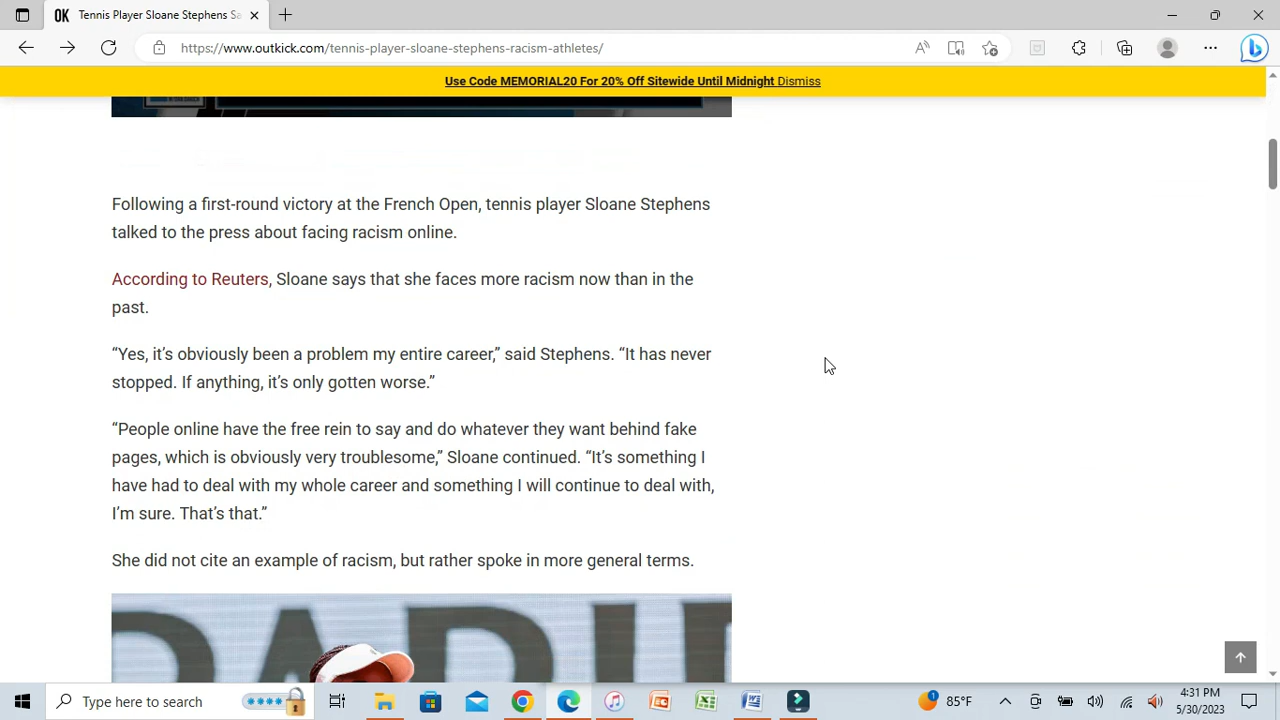 OK Tennis Player Sloane Stephens Sa
https://www.outkick.com/tennis-player-sloane-stephens-racism-athletes/
Use Code MEMORIAL20 For 20% Off Sitewide Until Midnight Dismiss
Following a first-round victory at the French Open, tennis player Sloane Stephens
talked to the press about facing racism online.
According to Reuters, Sloane says that she faces more racism now than in the
past.
“Yes, it’s obviously been a problem my entire career,” said Stephens. “It has never
stopped. If anything, it’s only gotten worse.”
“People online have the free rein to say and do whatever they want behind fake
pages, which is obviously very troublesome,” Sloane continued. “It’s something I
have had to deal with my whole career and something I will continue to deal with,
I’m sure. That’s that.”
She did not cite an example of racism, but rather spoke in more general terms.
Type here to search
1
85°F
4:31 PM
5/30/2023